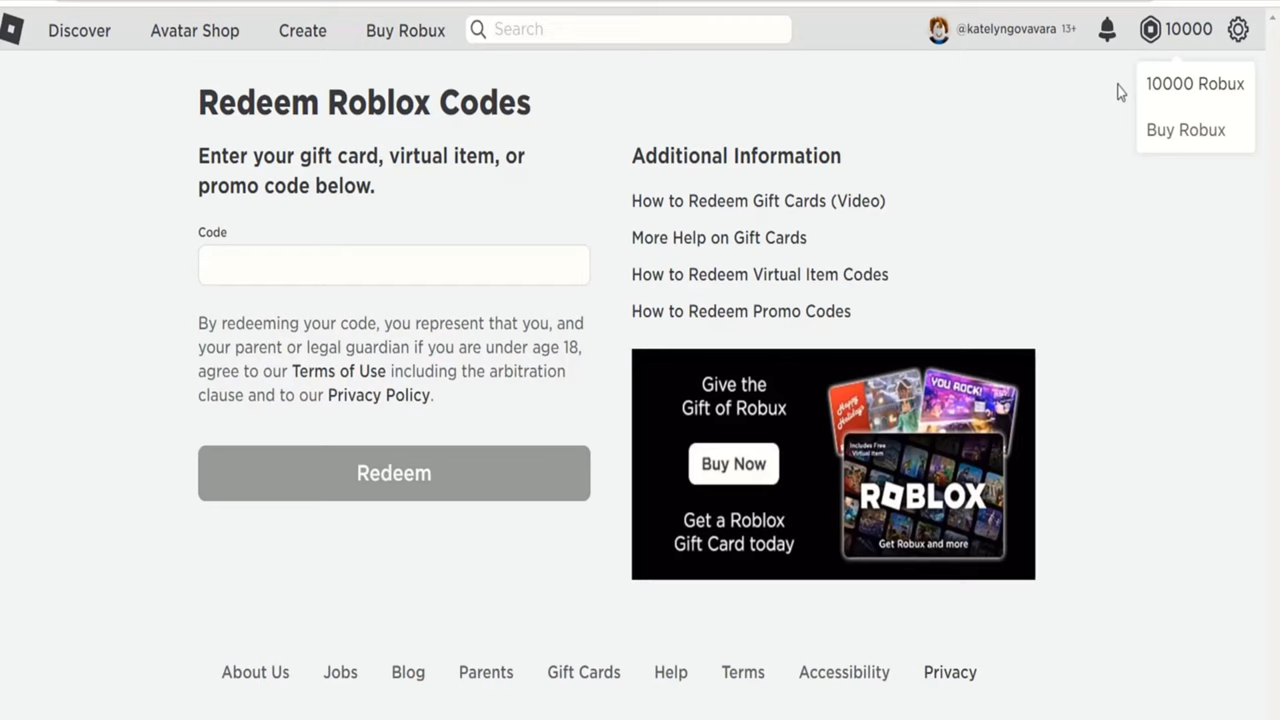 Discover Avatar Shop Create Buy Robux Search @katelyngovavara 13+ 10000
10000 Robux
Buy Robux
Redeem Roblox Codes
Enter your gift card, virtual item, or
promo code below.
Code
By redeeming your code, you represent that you, and
your parent or legal guardian if you are under age 18,
agree to our Terms of Use including the arbitration
clause and to our Privacy Policy.
Redeem
Additional Information
How to Redeem Gift Cards (Video)
More Help on Gift Cards
How to Redeem Virtual Item Codes
How to Redeem Promo Codes
Give the
Gift of Robux
Buy Now
Get a Roblox
Gift Card today
Happy
Holidays
YOU ROCK!
Includes Free
Virtual Item
ROBLOX
Get Robux and more
About Us Jobs Blog Parents Gift Cards Help Terms Accessibility Privacy